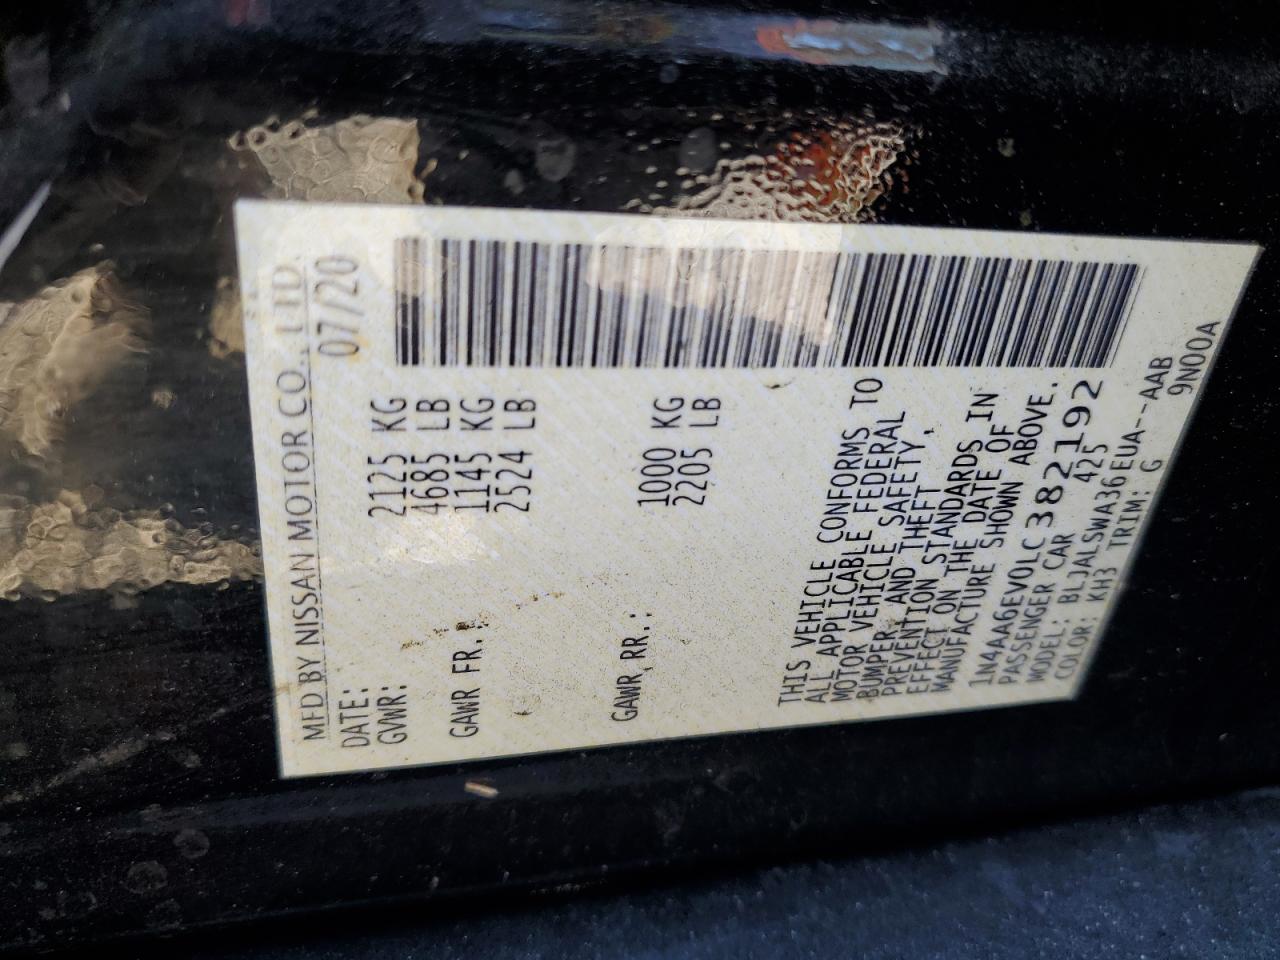 MFD BY NISSAN MOTOR CO., LTD.
DATE: 07/20
GVWR: 2125 KG
4685 LB
GAWR FR.: 1145 KG
2524 LB
GAWR RR.: 1000 KG
2205 LB
THIS VEHICLE CONFORMS TO
ALL APPLICABLE FEDERAL
MOTOR VEHICLE SAFETY,
BUMPER, AND THEFT
PREVENTION STANDARDS IN
EFFECT ON THE DATE OF
MANUFACTURE SHOWN ABOVE.
1N4AA6EV0LC382192
PASSENGER CAR 425
MODEL: BLJALSWA36EUA--AAB
COLOR: KH3 TRIM: G 9N00A